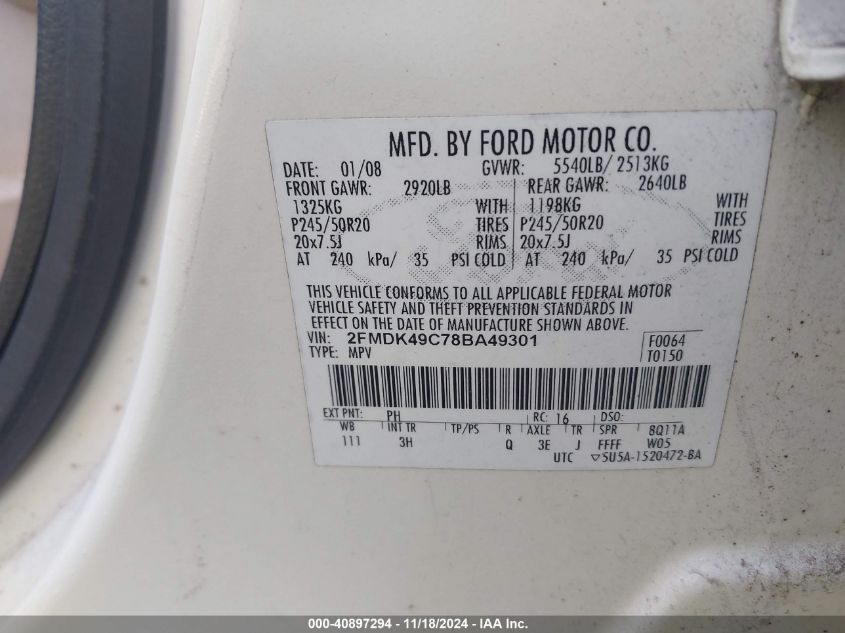 MFD. BY FORD MOTOR CO.
DATE: 01/08 GVWR: 5540LB/ 2513KG
FRONT GAWR: 2920LB REAR GAWR: 2640LB
1325KG WITH 1198KG WITH
P245/50R20 TIRES P245/50R20 TIRES
20x7.5J RIMS 20x7.5J RIMS
AT 240 kPa/ 35 PSI COLD AT 240 kPa/ 35 PSI COLD
THIS VEHICLE CONFORMS TO ALL APPLICABLE FEDERAL MOTOR
VEHICLE SAFETY AND THEFT PREVENTION STANDARDS IN
EFFECT ON THE DATE OF MANUFACTURE SHOWN ABOVE.
VIN: 2FMDK49C78BA49301 F0064
TYPE: MPV T0150
EXT PNT: PH RC: 16 DSO:
WB INT TR TP/PS R AXLE TR SPR 8Q11A
111 3H Q 3E J FFFF W05
UTC ▽5U5A-1520472-BA
000-40897294 - 11/18/2024 - IAA Inc.